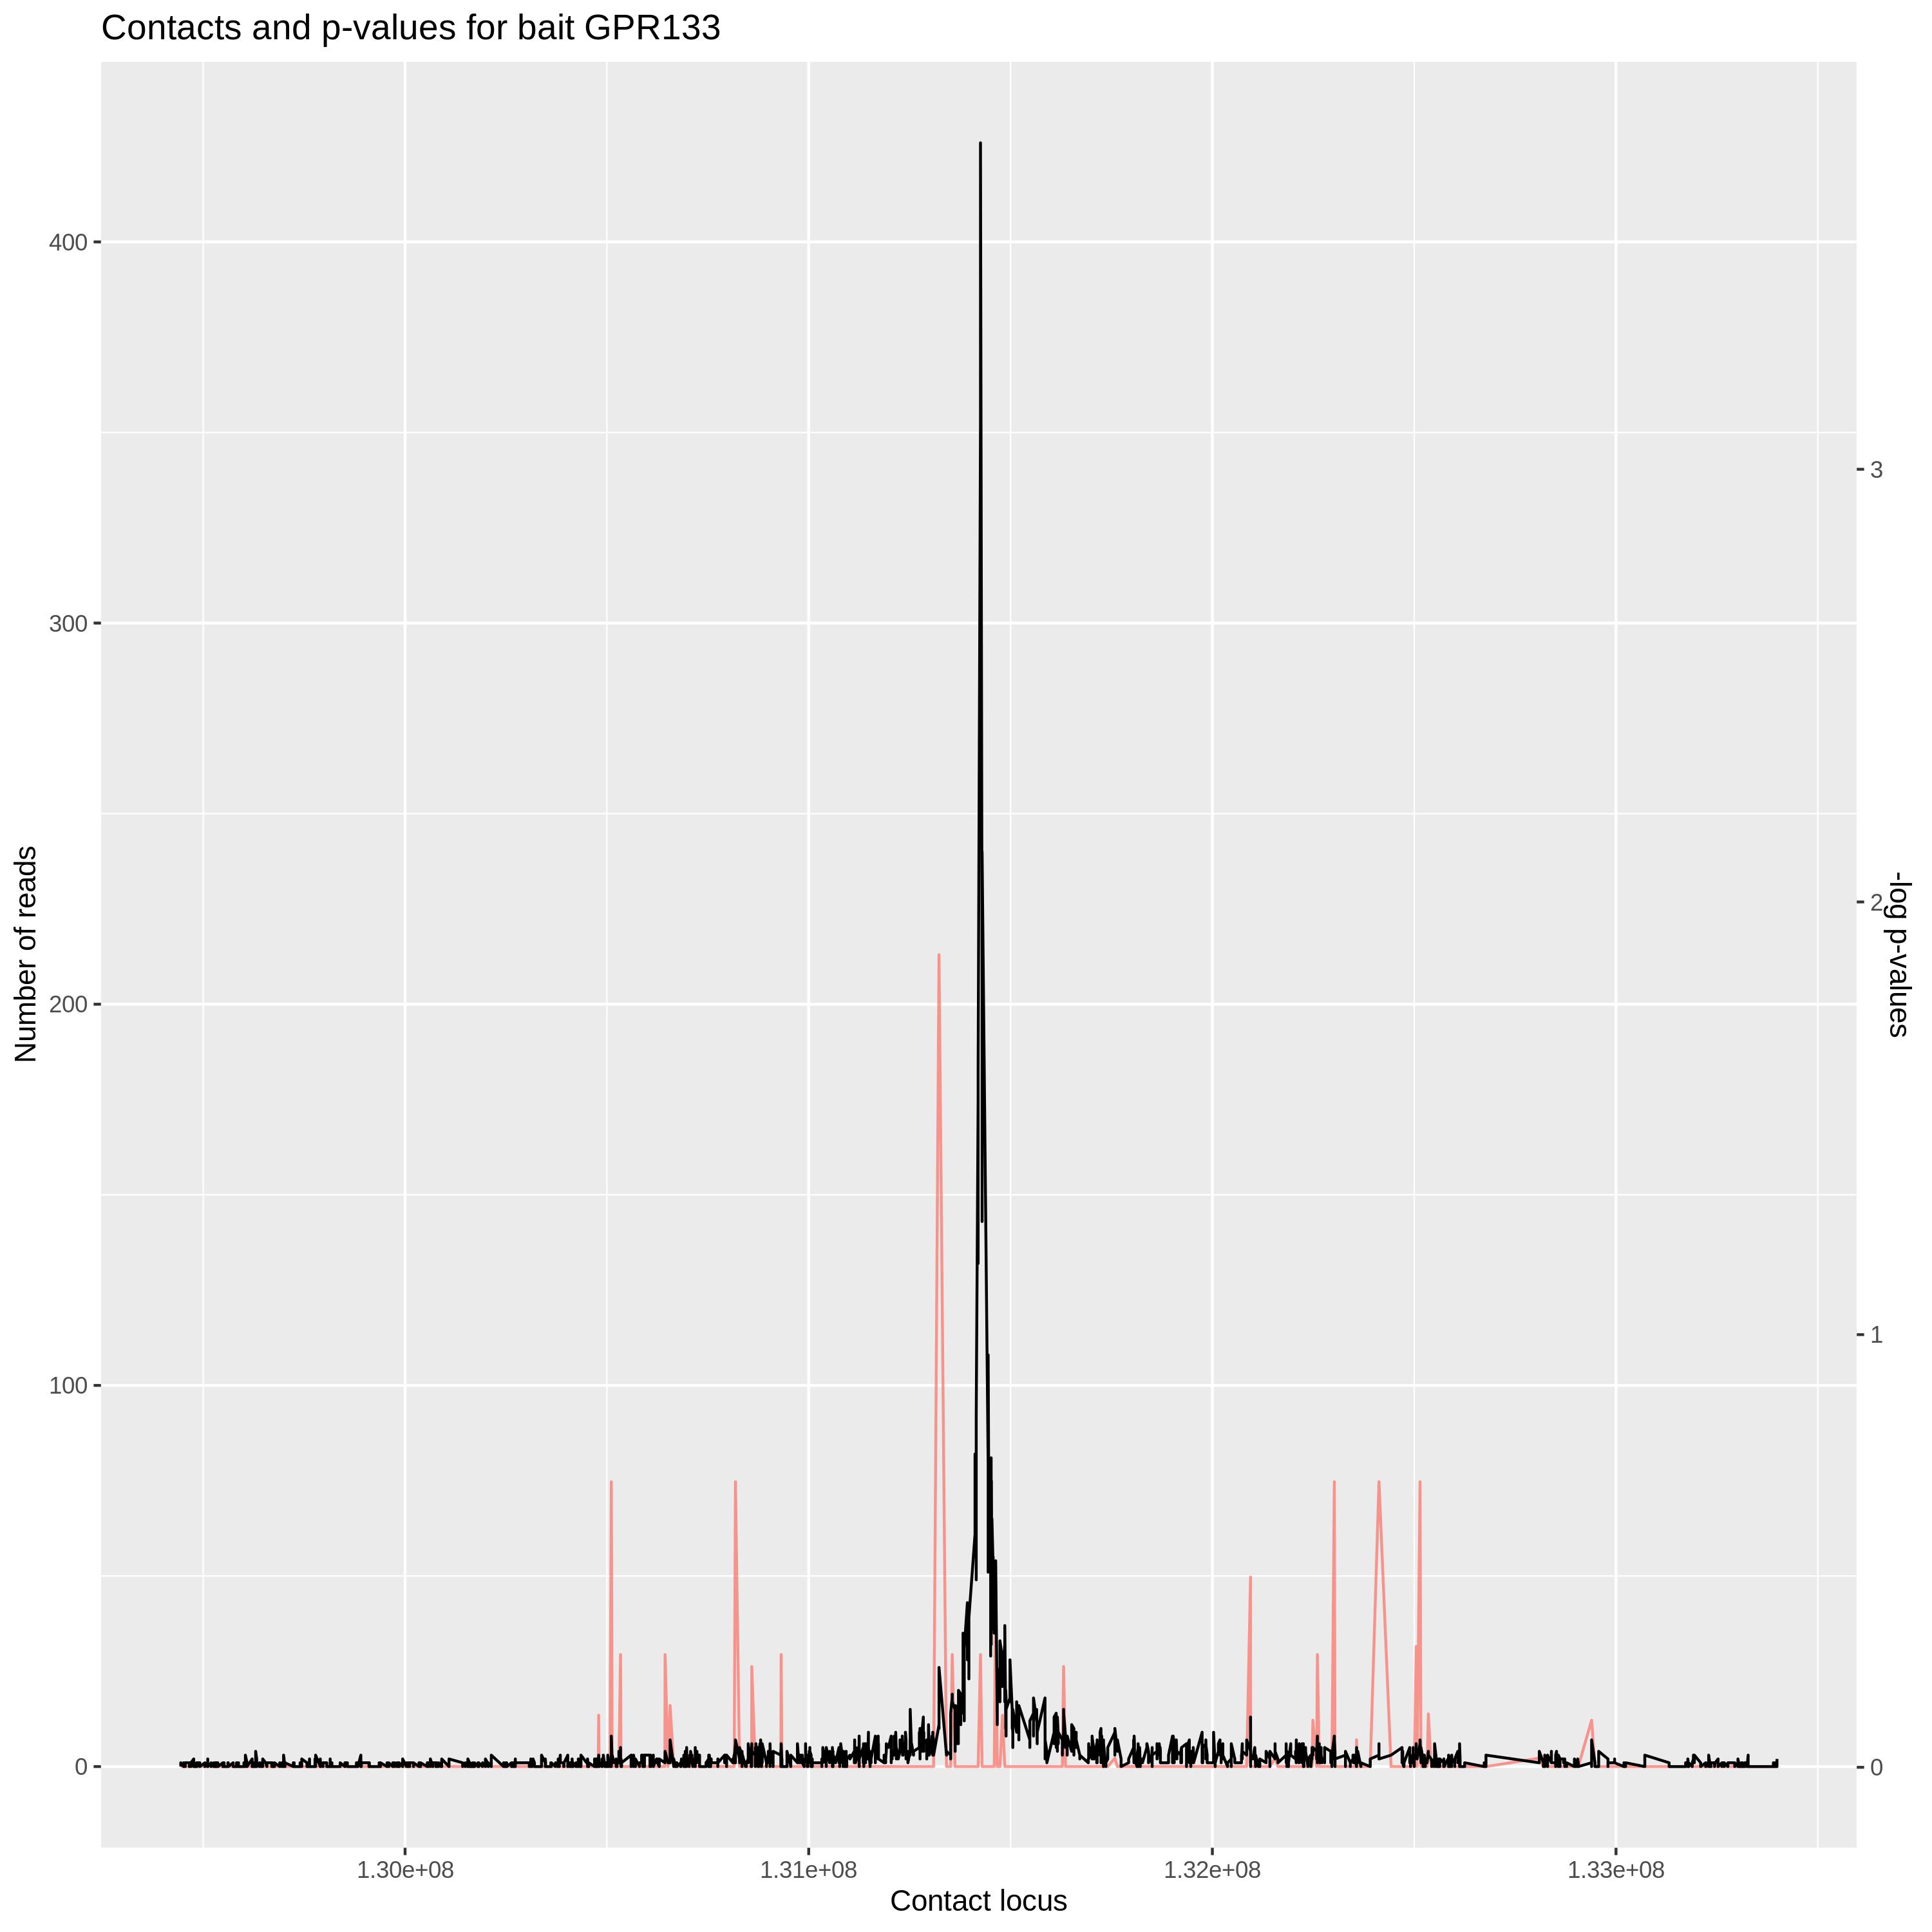 Contacts and p-values for bait GPR133
400
300
200
100
0
Number of reads
3
2
1
0
-log p-values
1.30e+08
1.31e+08
1.32e+08
1.33e+08
Contact locus